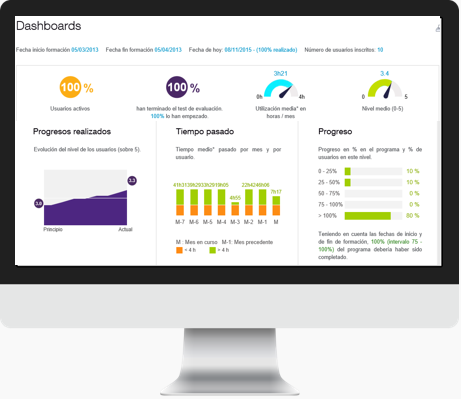 Dashboards
Fecha inicio formación 05/03/2013 Fecha fin formación 05/04/2013 Fecha de hoy: 08/11/2015 - (100% realizado) Número de usuarios inscritos: 10
100 %
Usuarios activos
100 %
han terminado el test de evaluación.
100% lo han empezado.
3h21
0h 4h
Utilización media* en
horas / mes
3.4
0 5
Nivel medio (0-5)
Progresos realizados
Evolución del nivel de los usuarios (sobre 5).
3.0
3.3
Principio Actual
Tiempo pasado
Tiempo medio* pasado por mes y por
usuario.
4h55
7h17
M-7 M-6 M-5 M-4 M-3 M-2 M-1 M
M : Mes en curso M-1: Mes precedente
< 4 h > 4 h
Progreso
Progreso en % en el programa y % de
usuarios en este nivel.
0 - 25% 10 %
25 - 50% 10 %
50 - 75% 0 %
75 - 100% 0 %
> 100% 80 %
Teniendo en cuenta las fechas de inicio y
de fin de formación, 100% (intervalo 75 -
100%) del programa debería haber sido
completado.